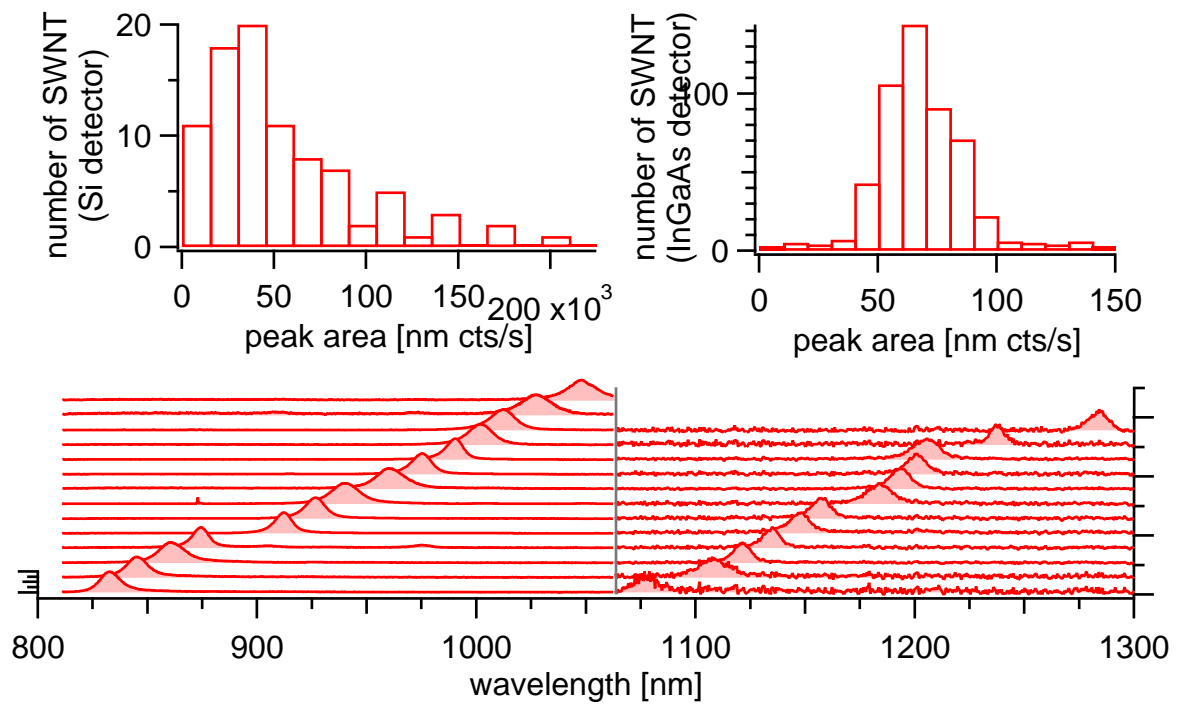 number of SWNT
(Si detector)
20
10
0
0 50 100 150 200 x10³
peak area [nm cts/s]
number of SWNT
(InGaAs detector)
0
0 50 100 150
peak area [nm cts/s]
800 900 1000 1100 1200 1300
wavelength [nm]